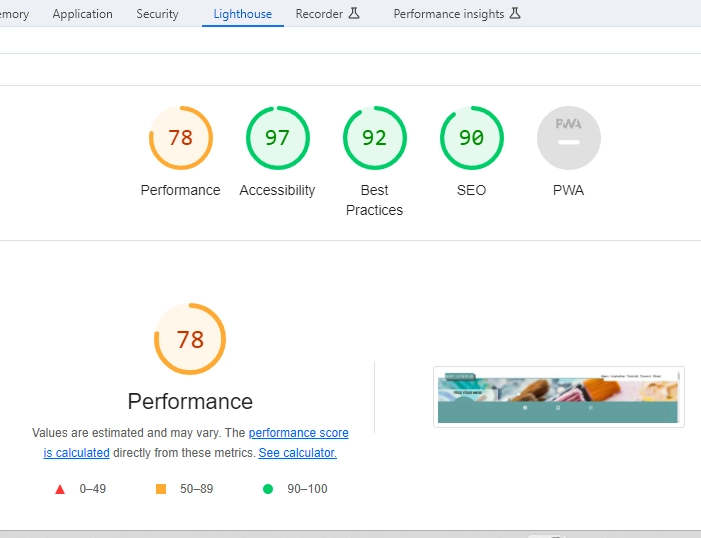 emory Application Security Lighthouse Recorder Performance insights
78 97 92 90 PWA
Performance Accessibility Best Practices SEO PWA
78
Performance
Values are estimated and may vary. The performance score
is calculated directly from these metrics. See calculator.
0–49 50–89 90–100